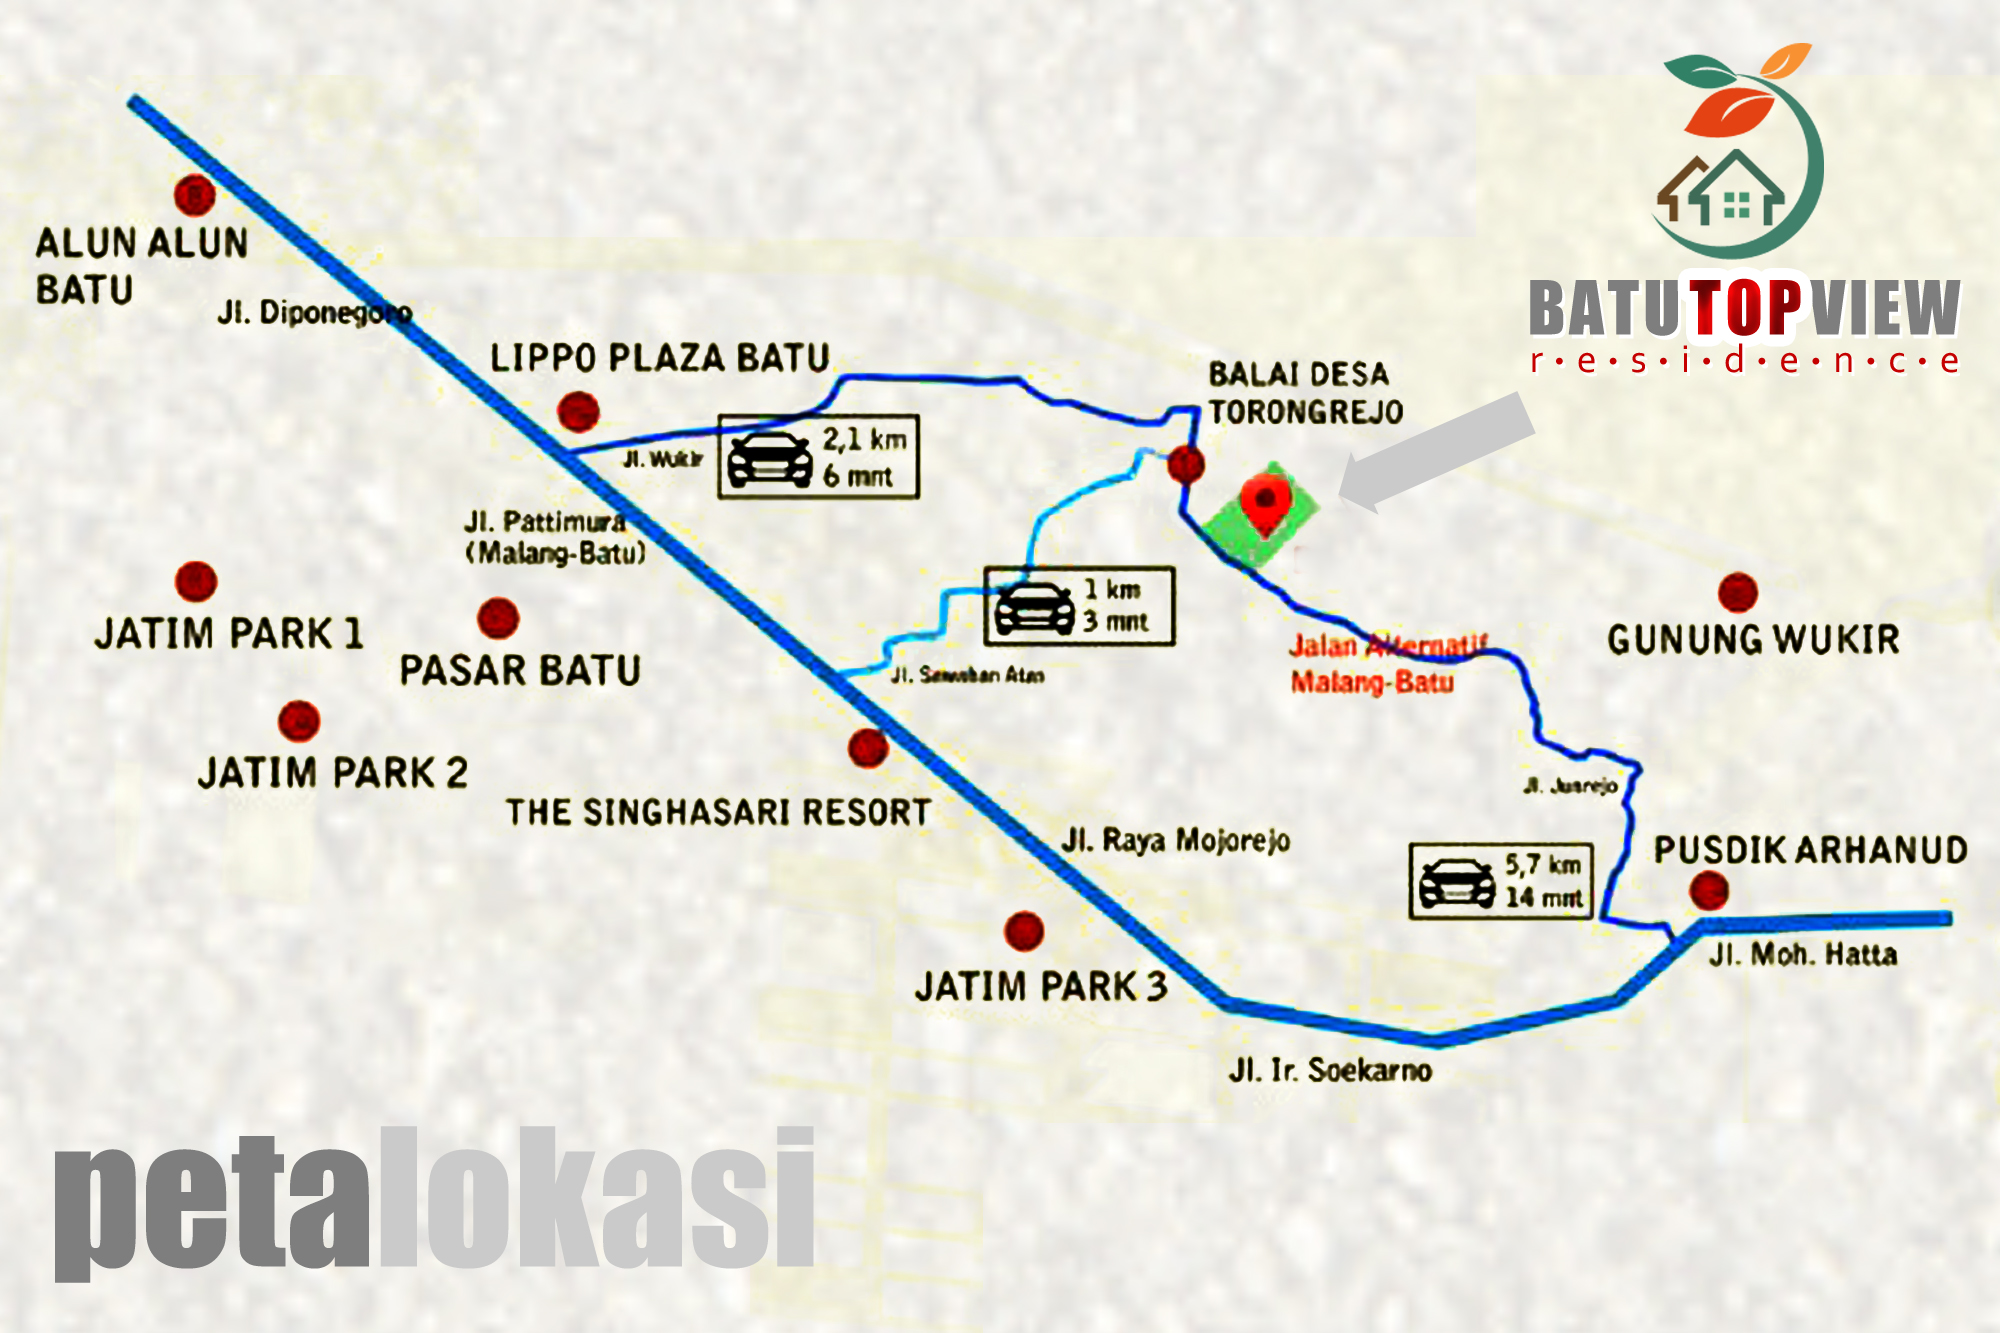 BATU TOP VIEW
r·e·s·i·d·e·n·c·e
ALUN ALUN
BATU
Jl. Diponegoro
LIPPO PLAZA BATU
BALAI DESA
TORONGREJO
2,1 km
6 mnt
Jl. Wukir
Jl. Pattimura
(Malang-Batu)
1 km
3 mnt
JATIM PARK 1
PASAR BATU
Jl. Atas
Jalan Alternatif
Malang-Batu
GUNUNG WUKIR
JATIM PARK 2
THE SINGHASARI RESORT
Jl. Junrejo
Jl. Raya Mojorejo
5,7 km
14 mnt
PUSDIK ARHANUD
JATIM PARK 3
Jl. Moh. Hatta
Jl. Ir. Soekarno
petalokasi